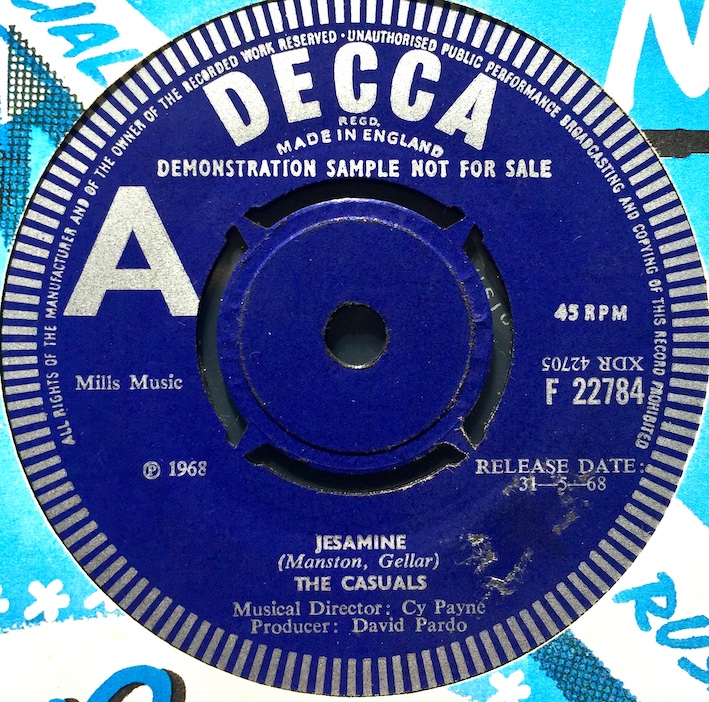 ALL RIGHTS OF THE MANUFACTURER AND OF THE OWNER OF THE RECORDED WORK RESERVED · UNAUTHORISED PUBLIC PERFORMANCE BROADCASTING AND COPYING OF THIS RECORD PROHIBITED
DECCA
REGD.
MADE IN ENGLAND
DEMONSTRATION SAMPLE NOT FOR SALE
A
45 RPM
XDR 42705
Mills Music
F 22784
℗ 1968
RELEASE DATE:
31—5—68
JESAMINE
(Manston, Gellar)
THE CASUALS
Musical Director: Cy Payne
Producer: David Pardo